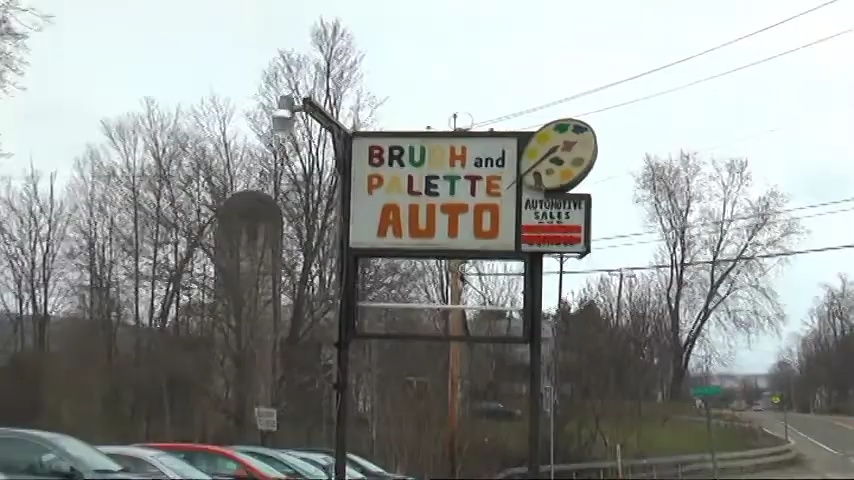 BRUSH and
PALETTE
AUTO
AUTOMOTIVE
SALES